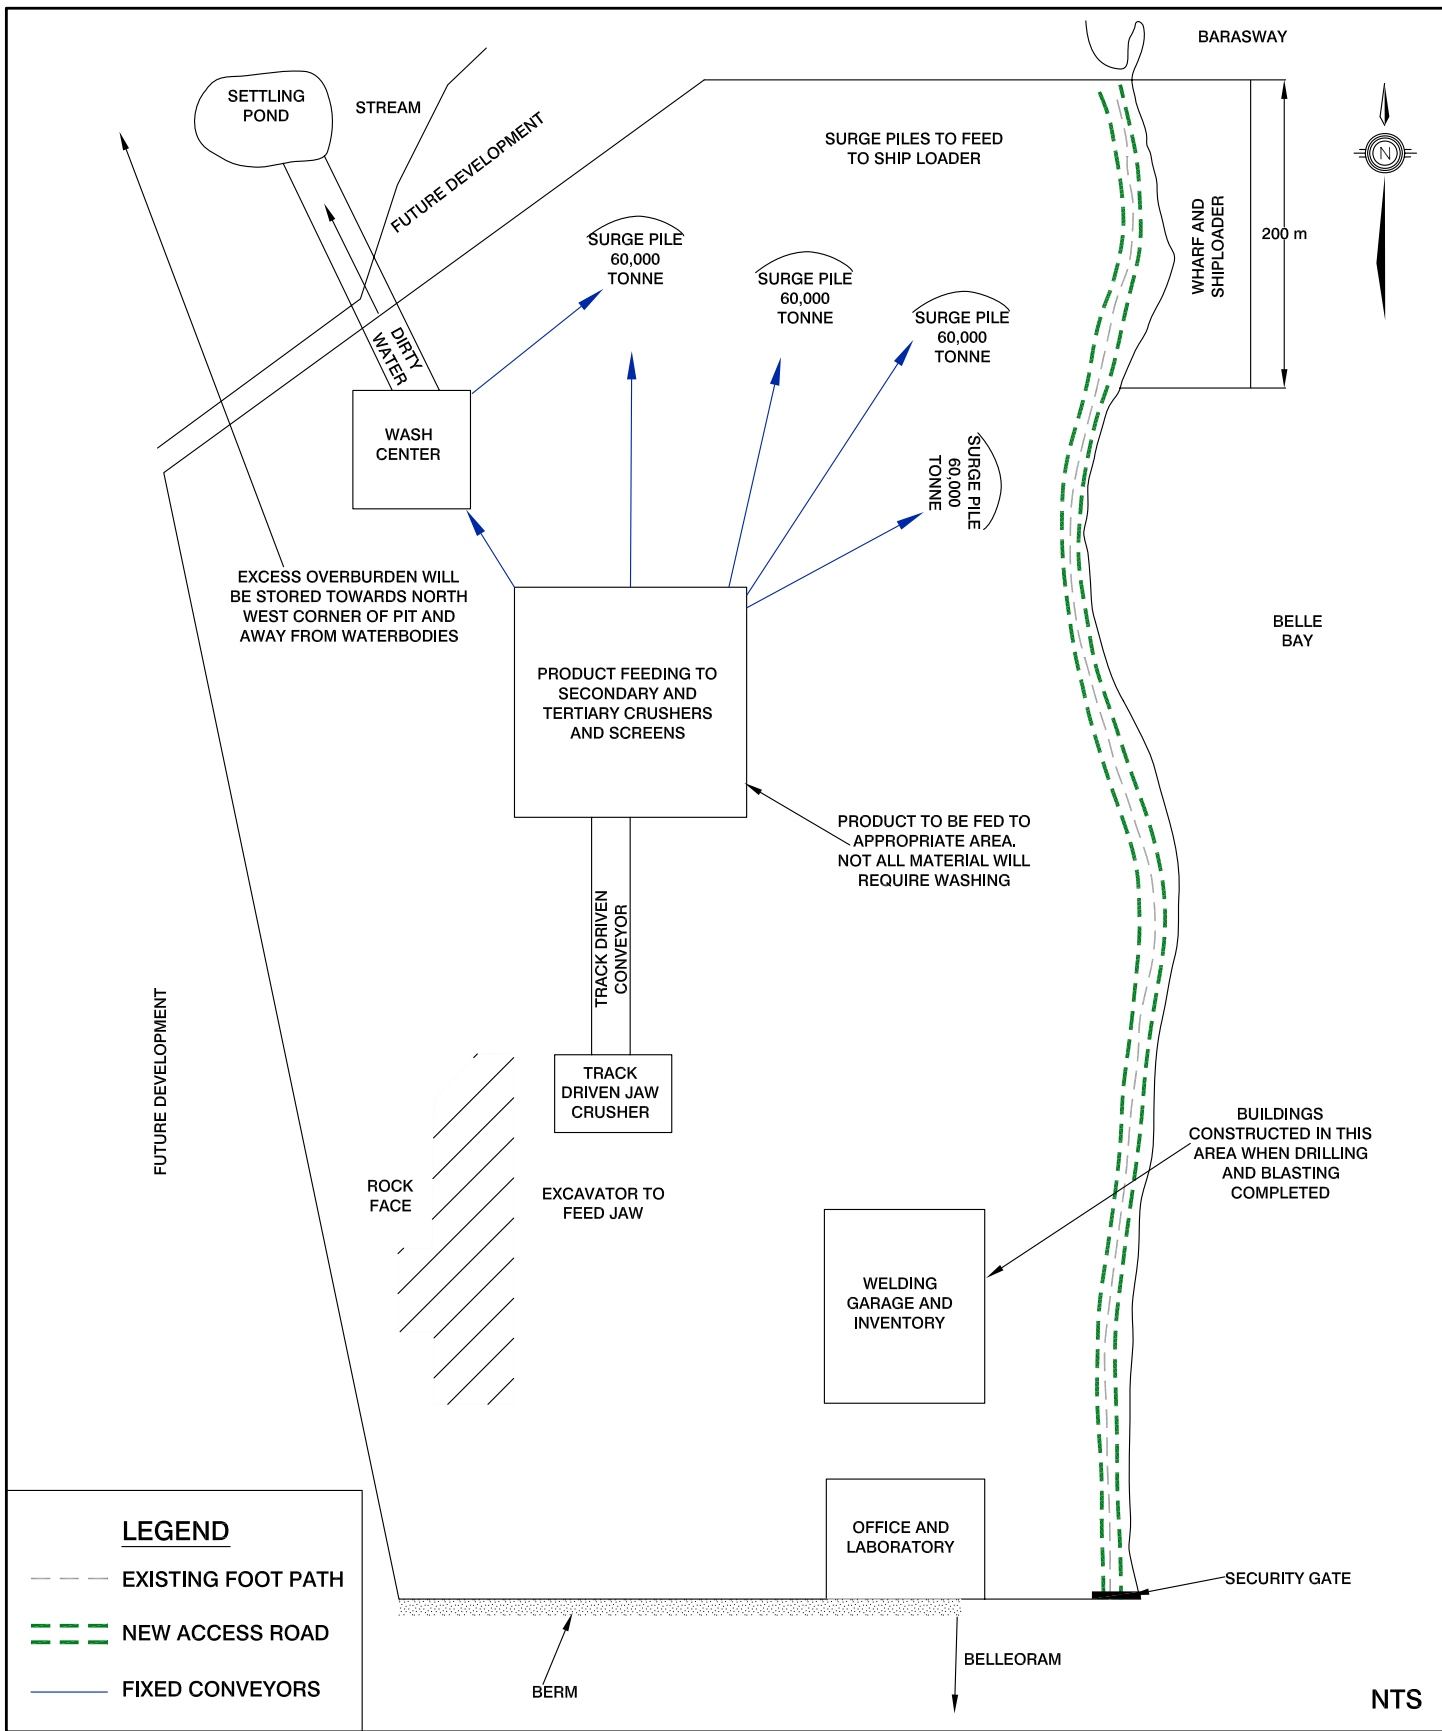 BARASWAY
SETTLING
POND
STREAM
FUTURE DEVELOPMENT
SURGE PILES TO FEED
TO SHIP LOADER
N
WHARF AND
SHIPLOADER
200 m
SURGE PILE
60,000
TONNE
SURGE PILE
60,000
TONNE
SURGE PILE
60,000
TONNE
SURGE PILE
60,000
TONNE
DIRTY
WATER
WASH
CENTER
EXCESS OVERBURDEN WILL
BE STORED TOWARDS NORTH
WEST CORNER OF PIT AND
AWAY FROM WATERBODIES
BELLE
BAY
PRODUCT FEEDING TO
SECONDARY AND
TERTIARY CRUSHERS
AND SCREENS
PRODUCT TO BE FED TO
APPROPRIATE AREA.
NOT ALL MATERIAL WILL
REQUIRE WASHING
TRACK DRIVEN
CONVEYOR
FUTURE DEVELOPMENT
TRACK
DRIVEN JAW
CRUSHER
ROCK
FACE
EXCAVATOR TO
FEED JAW
BUILDINGS
CONSTRUCTED IN THIS
AREA WHEN DRILLING
AND BLASTING
COMPLETED
WELDING
GARAGE AND
INVENTORY
OFFICE AND
LABORATORY
SECURITY GATE
BELLEORAM
BERM
LEGEND
EXISTING FOOT PATH
NEW ACCESS ROAD
FIXED CONVEYORS
NTS